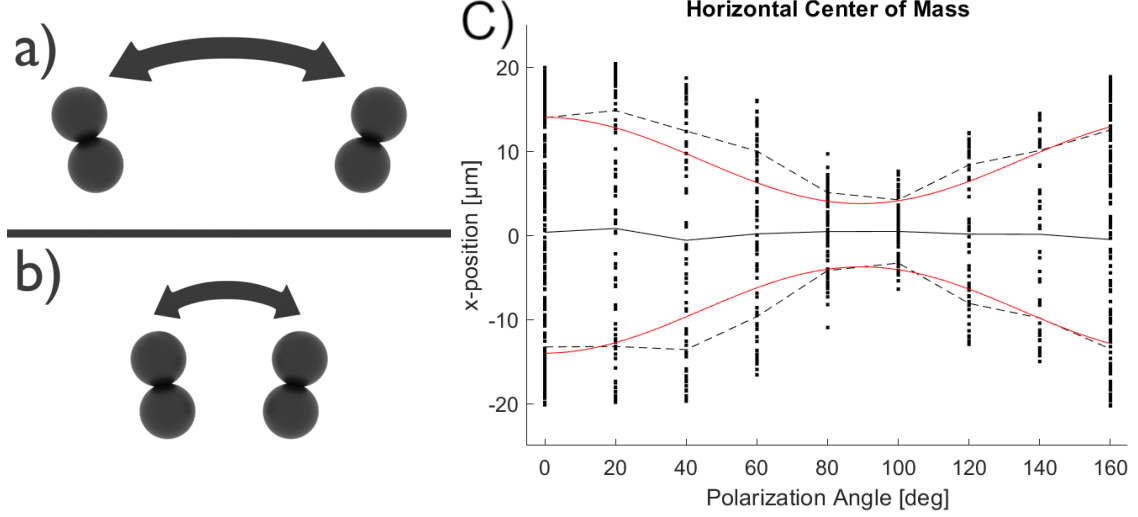 a)
b)
C)
Horizontal Center of Mass
x-position [μm]
20
10
0
-10
-20
0 20 40 60 80 100 120 140 160
Polarization Angle [deg]